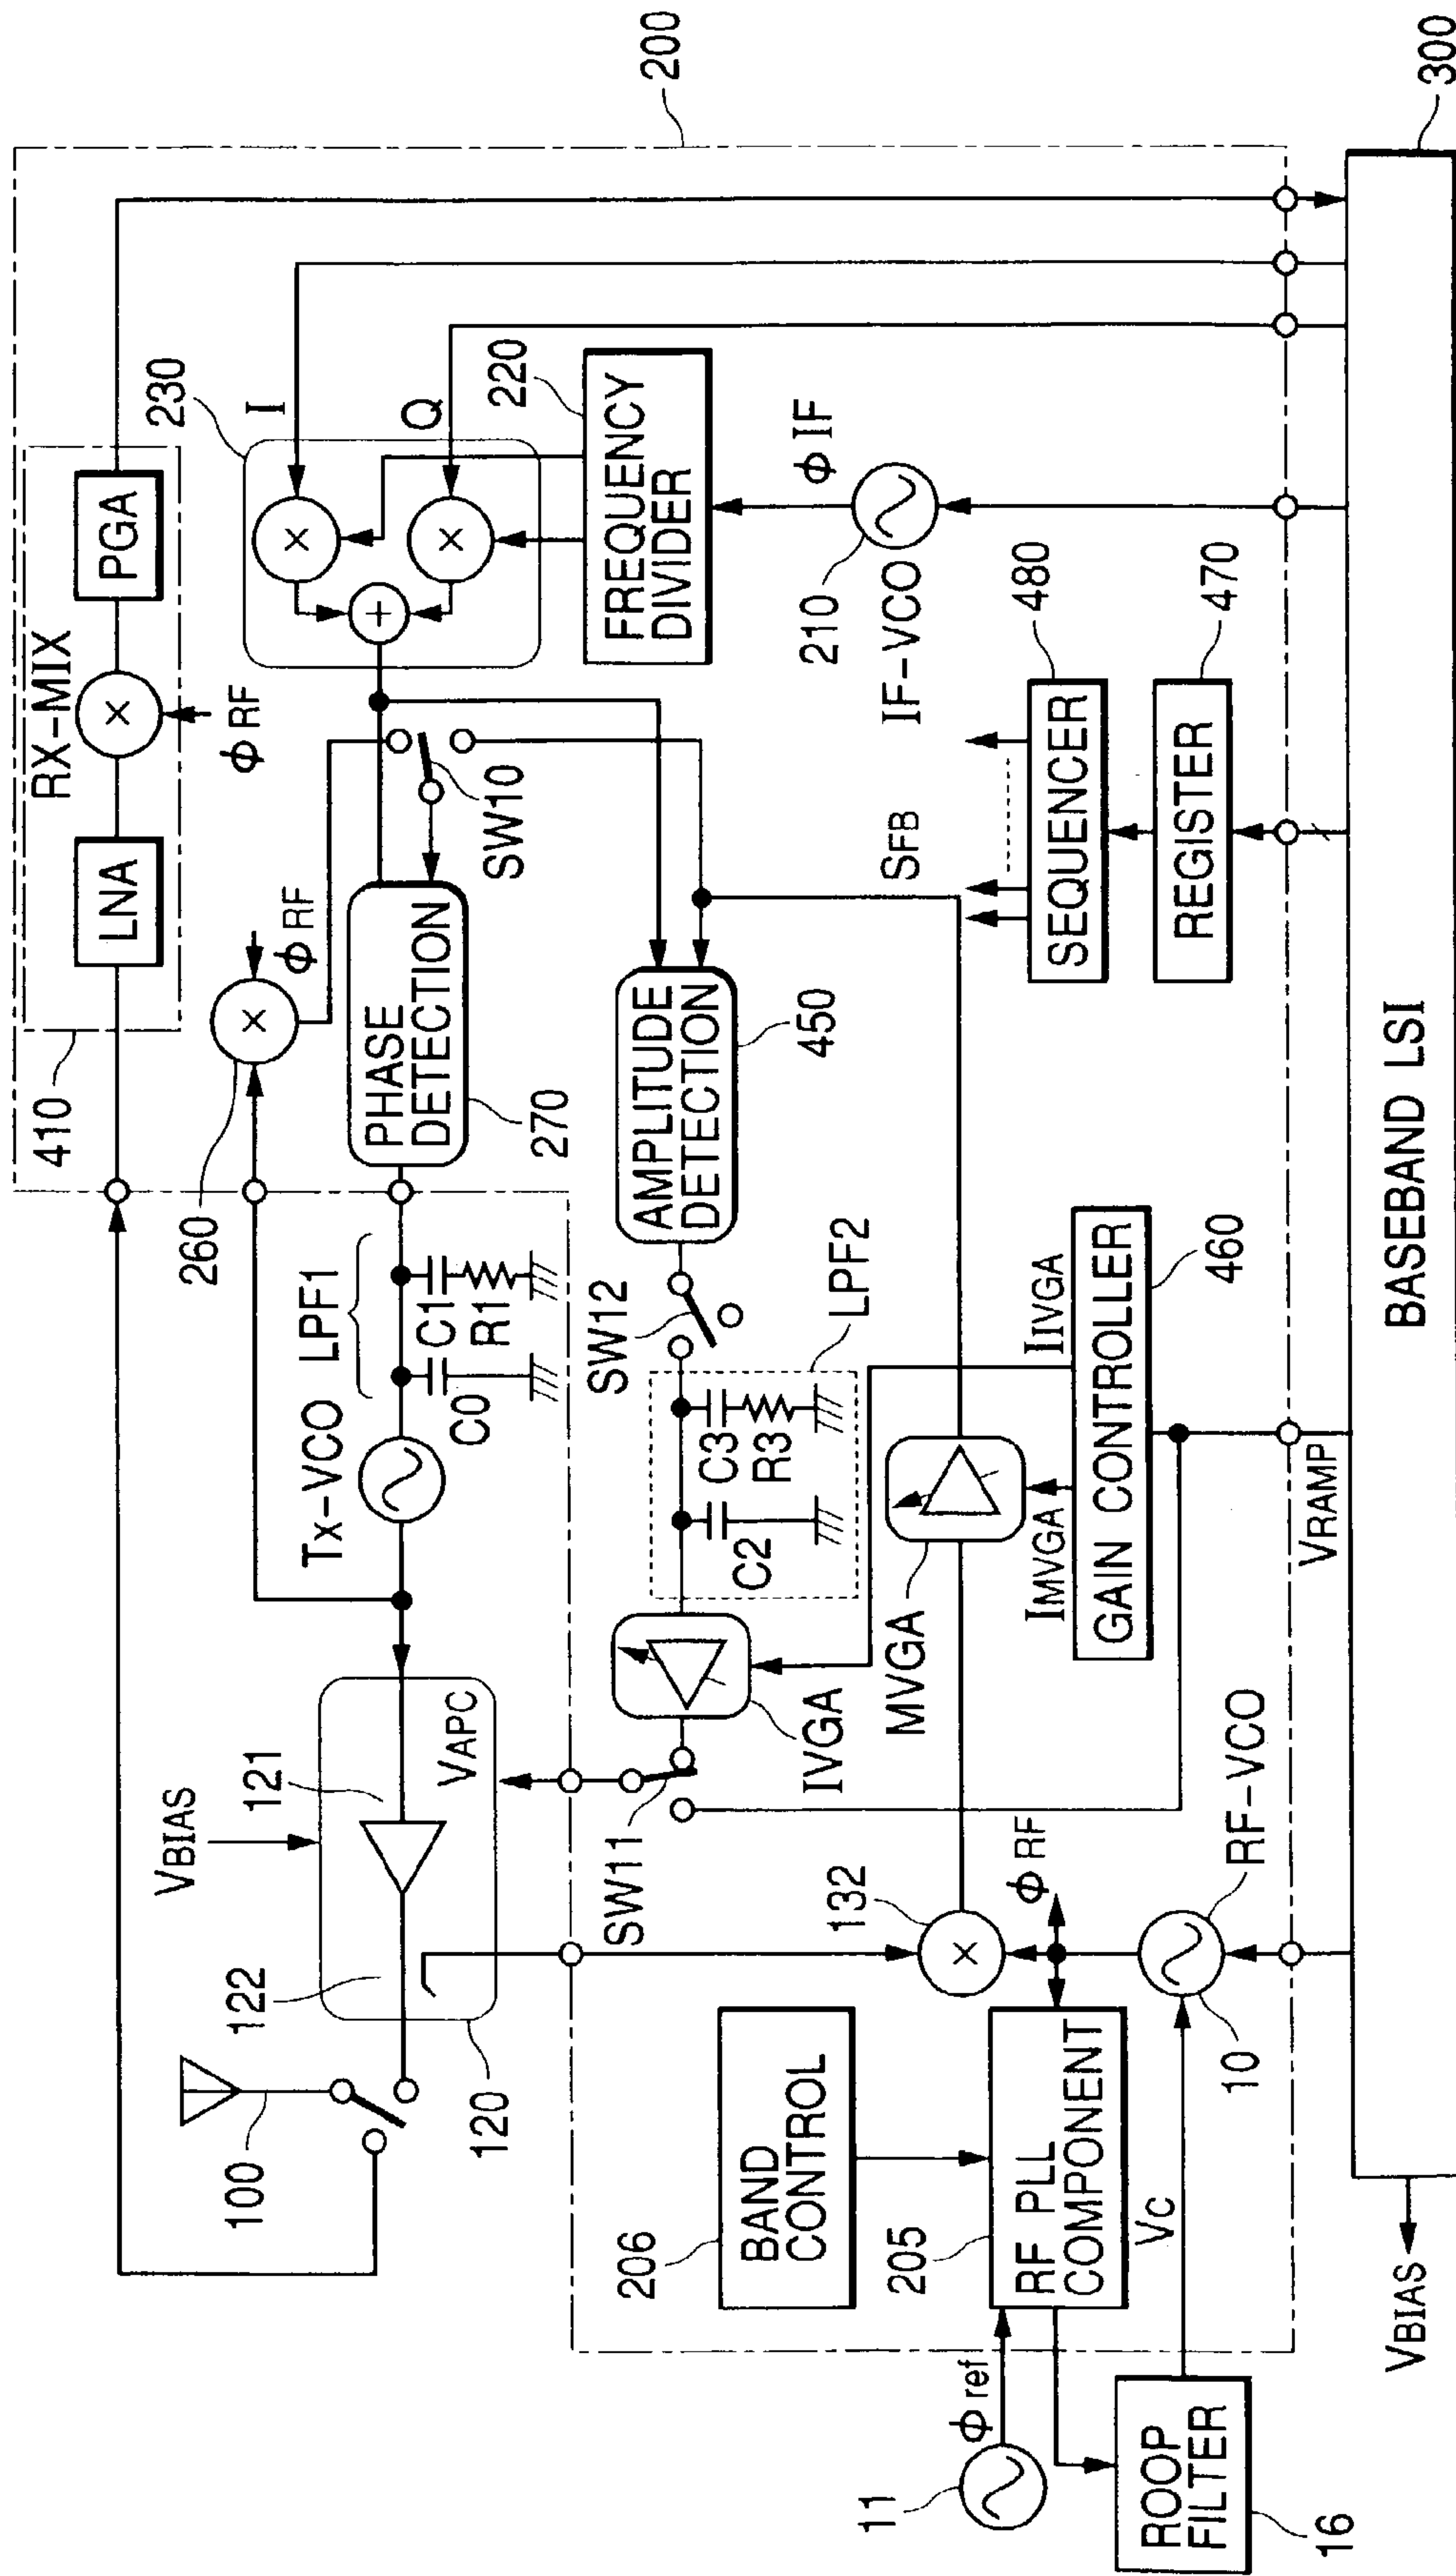 100
410
RX-MIX
LNA
PGA
ΦRF
200
VBIAS
122
121
VAPC
120
Tx-VCO
LPF1
C0
C1
R1
260
ΦRF
PHASE
DETECTION
270
SW10
230
I
Q
FREQUENCY
DIVIDER
220
ΦIF
210
IF-VCO
SW11
IVGA
LPF2
C2
C3
R3
SW12
AMPLITUDE
DETECTION
450
206
BAND
CONTROL
132
MVGA
IMVGA
IIVGA
SFB
SEQUENCER
480
REGISTER
470
11
Φref
205
RF PLL
COMPONENT
ΦRF
RF-VCO
10
VC
GAIN CONTROLLER
460
ROOP
FILTER
16
VRAMP
VBIAS
BASEBAND LSI
300